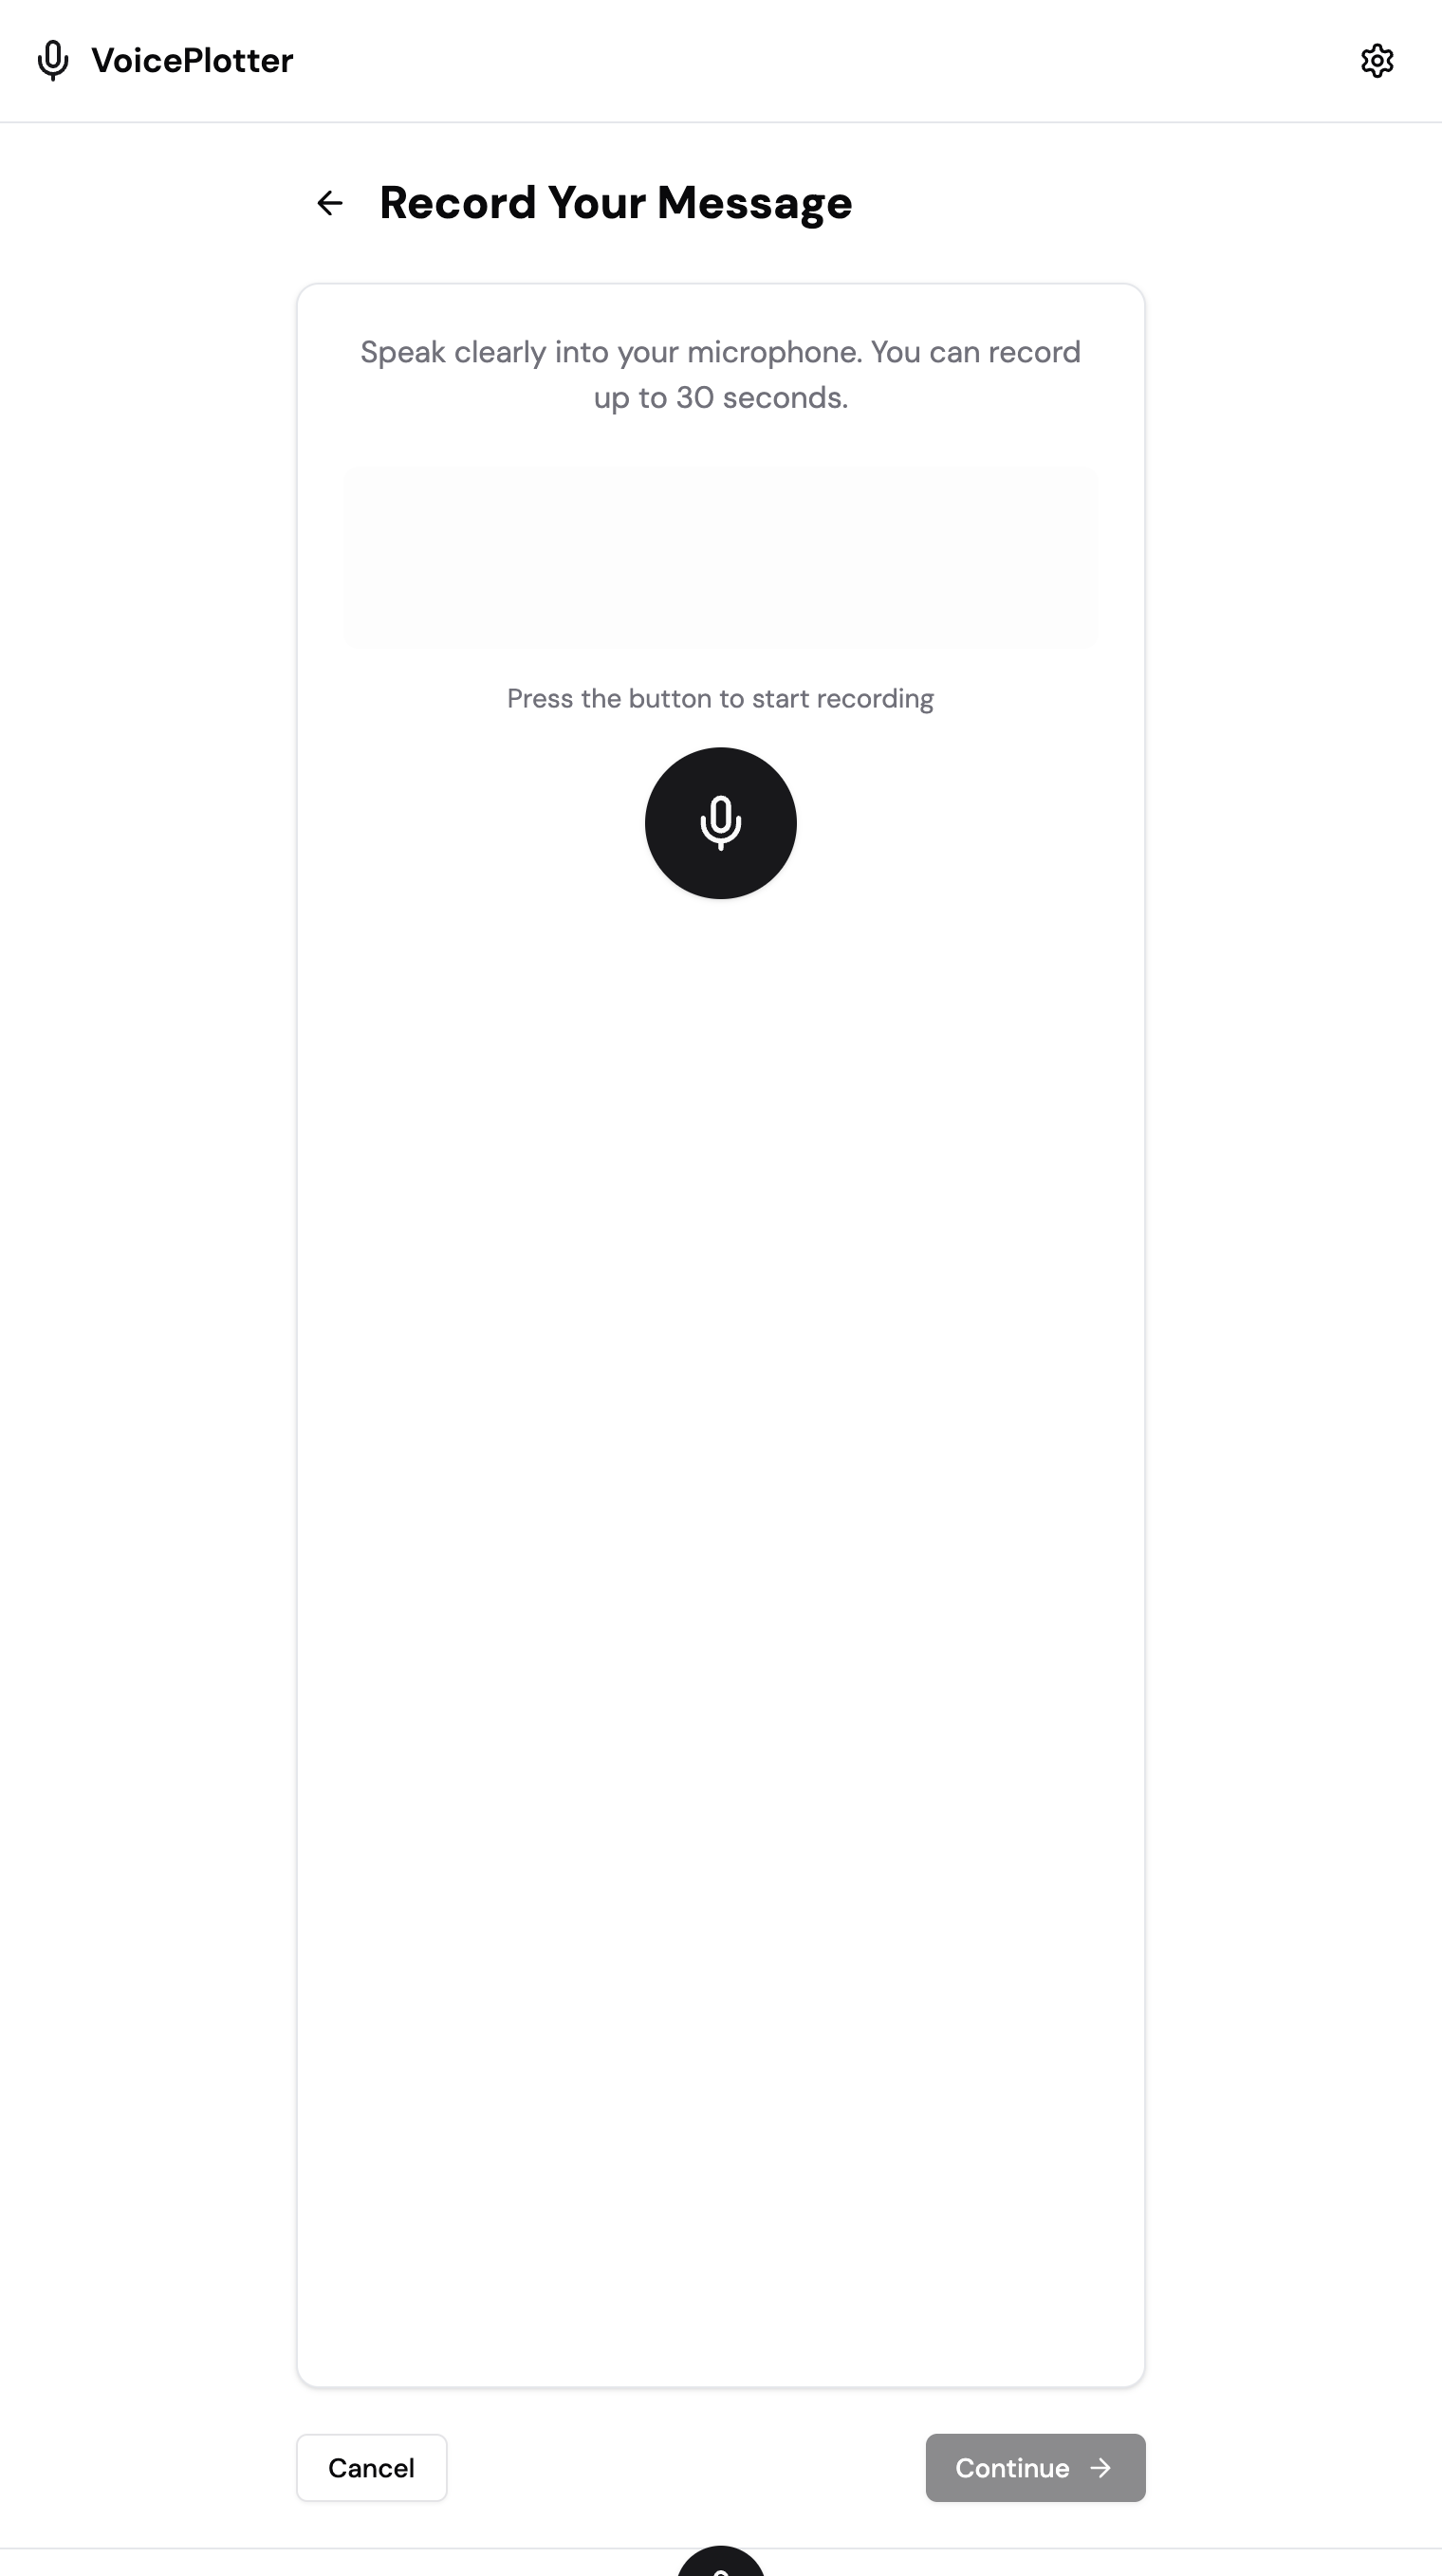 VoicePlotter
Record Your Message
Speak clearly into your microphone. You can record
up to 30 seconds.
Press the button to start recording
Cancel
Continue